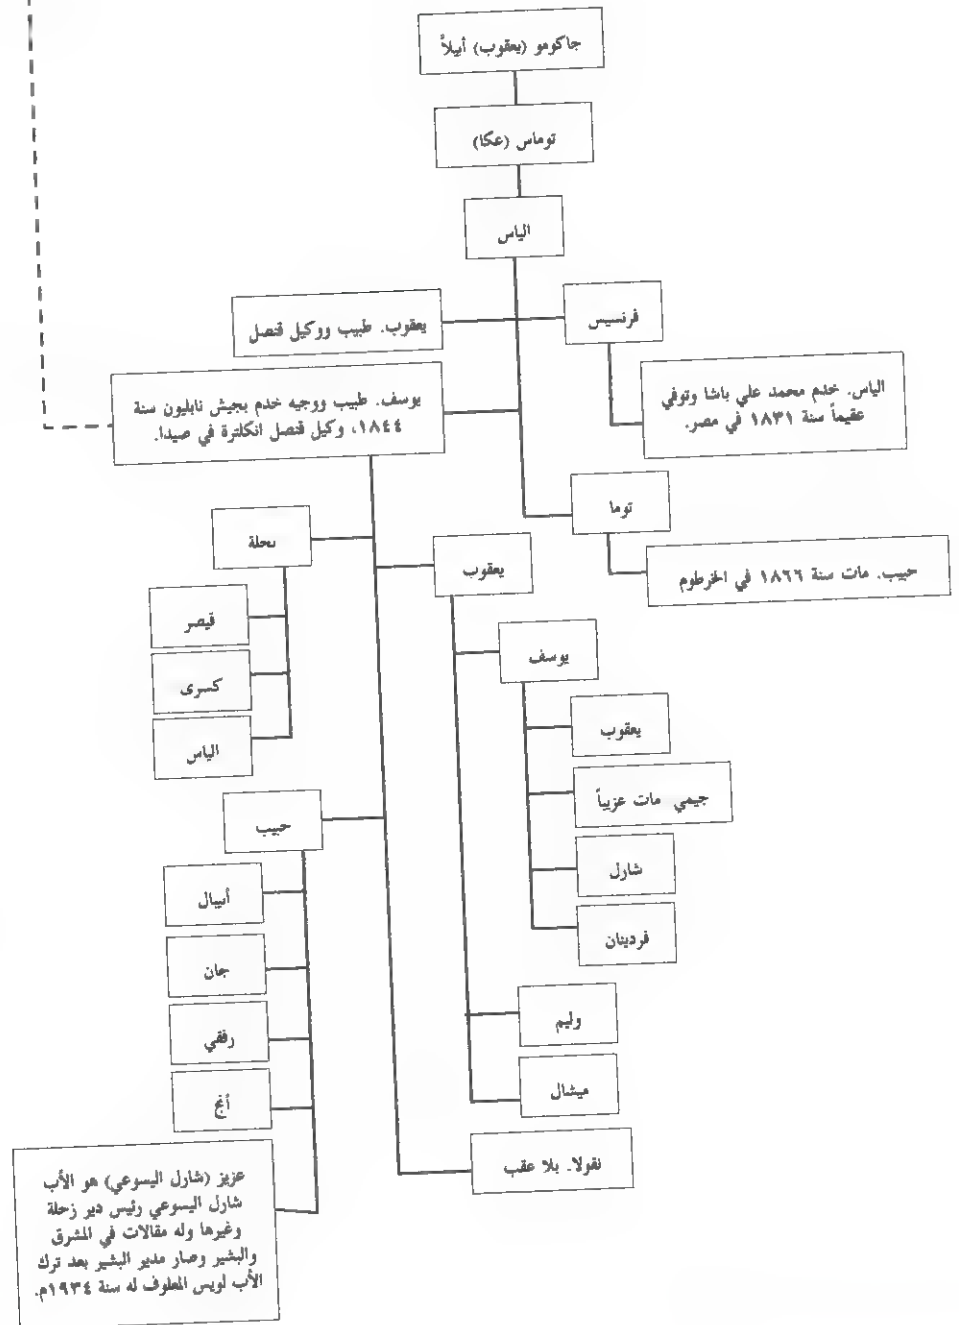 جاكومو (يعقوب) أبيلاً
توماس (عكا)
الياس
فرنسيس
يعقوب. طبيب ووكيل قنصل
الياس. خدم محمد علي باشا وتوفي
عقيماً سنة ١٨٣١ في مصر.
يوسف. طبيب ووجيه خدم بجيش نابليون سنة
١٨٤٤، وكيل قنصل انكلترة في صيدا.
توما
حبيب. مات سنة ١٨٦٦ في الخرطوم
نحلة
يعقوب
قيصر
كسرى
الياس
يوسف
يعقوب
جيمي مات عزيباً
شارل
فردينان
حبيب
أنيبال
جان
رفقي
أنج
وليم
ميشال
نقولا. بلا عقب
عزيز (شارل اليسوعي) هو الأب
شارل اليسوعي رئيس دير زحلة
وغيرها وله مقالات في المشرق
والبشير وصار مدير البشير بعد ترك
الأب لويس المعلوف له سنة ١٩٣٤م.